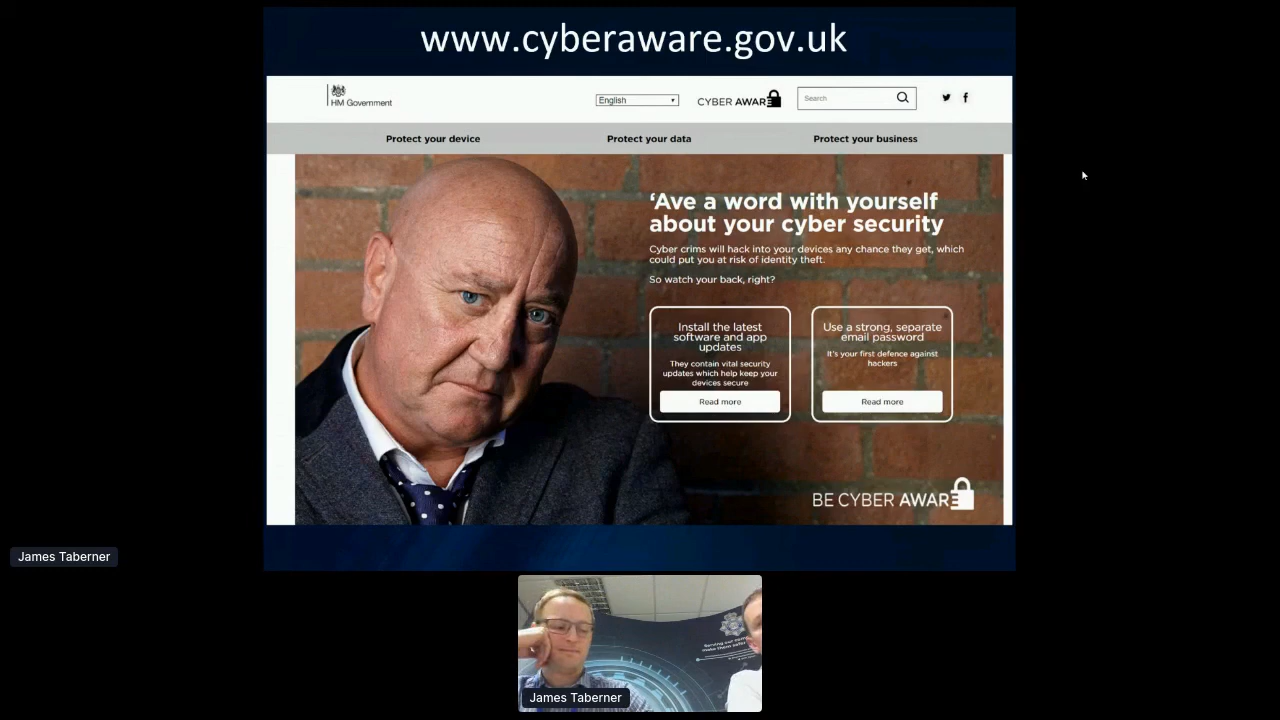 www.cyberaware.gov.uk
HM Government
English
CYBER AWARE
Search
Protect your device
Protect your data
Protect your business
‘Ave a word with yourself
about your cyber security
Cyber crims will hack into your devices any chance they get, which
could put you at risk of identity theft.
So watch your back, right?
Install the latest
software and app
updates
They contain vital security
updates which help keep your
devices secure
Read more
Use a strong, separate
email password
It's your first defence against
hackers
Read more
BE CYBER AWARE
James Taberner
James Taberner